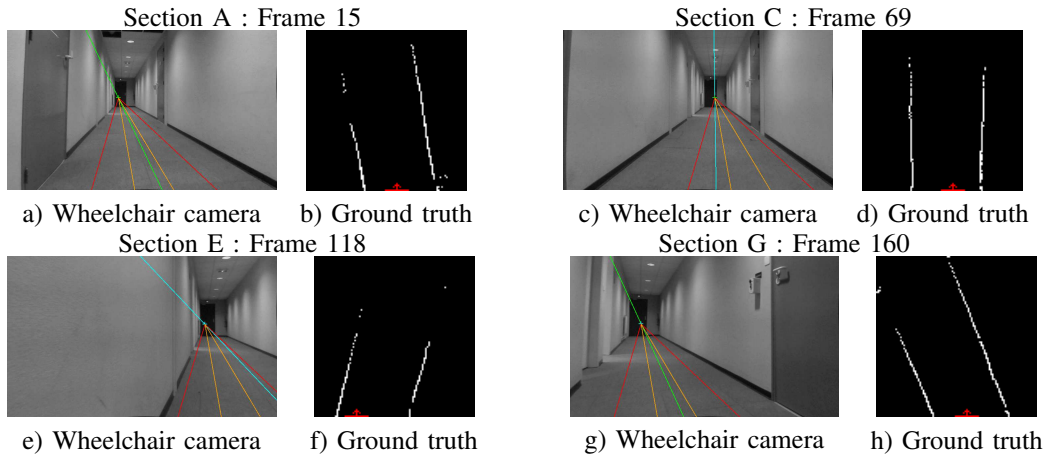 Section A : Frame 15
Section C : Frame 69
a) Wheelchair camera
b) Ground truth
c) Wheelchair camera
d) Ground truth
Section E : Frame 118
Section G : Frame 160
e) Wheelchair camera
f) Ground truth
g) Wheelchair camera
h) Ground truth